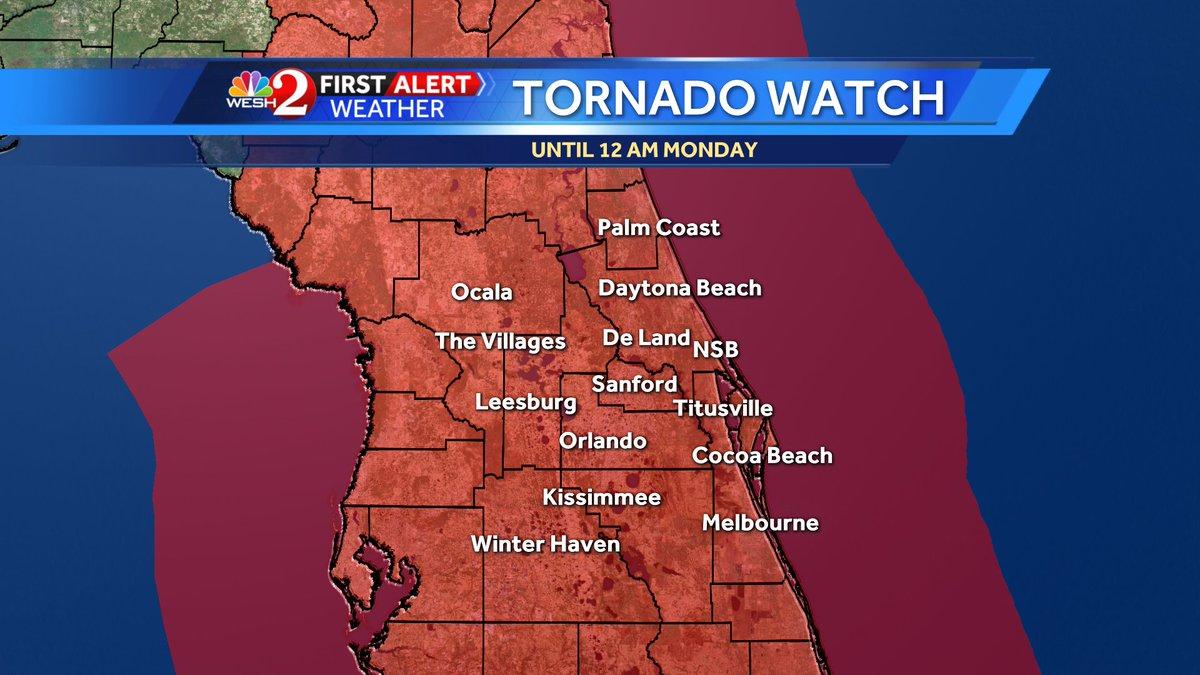 WESH 2 FIRST ALERT
WEATHER
TORNADO WATCH
UNTIL 12 AM MONDAY
Palm Coast
Ocala
Daytona Beach
The Villages
De Land
NSB
Sanford
Leesburg
Titusville
Orlando
Cocoa Beach
Kissimmee
Melbourne
Winter Haven